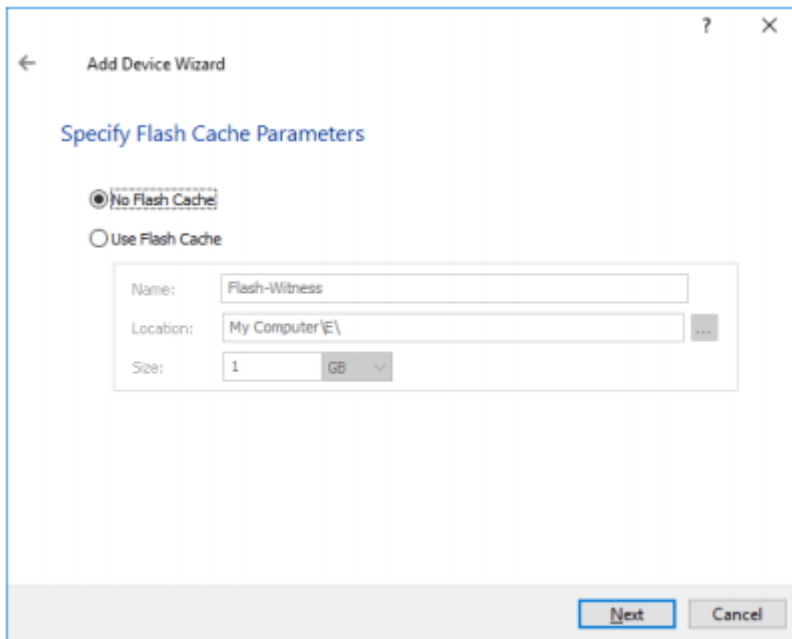 ?
Add Device Wizard
Specify Flash Cache Parameters
No Flash Cache
Use Flash Cache
Name: Flash-Witness
Location: My Computer\E\ ...
Size: 1 GB
Next Cancel